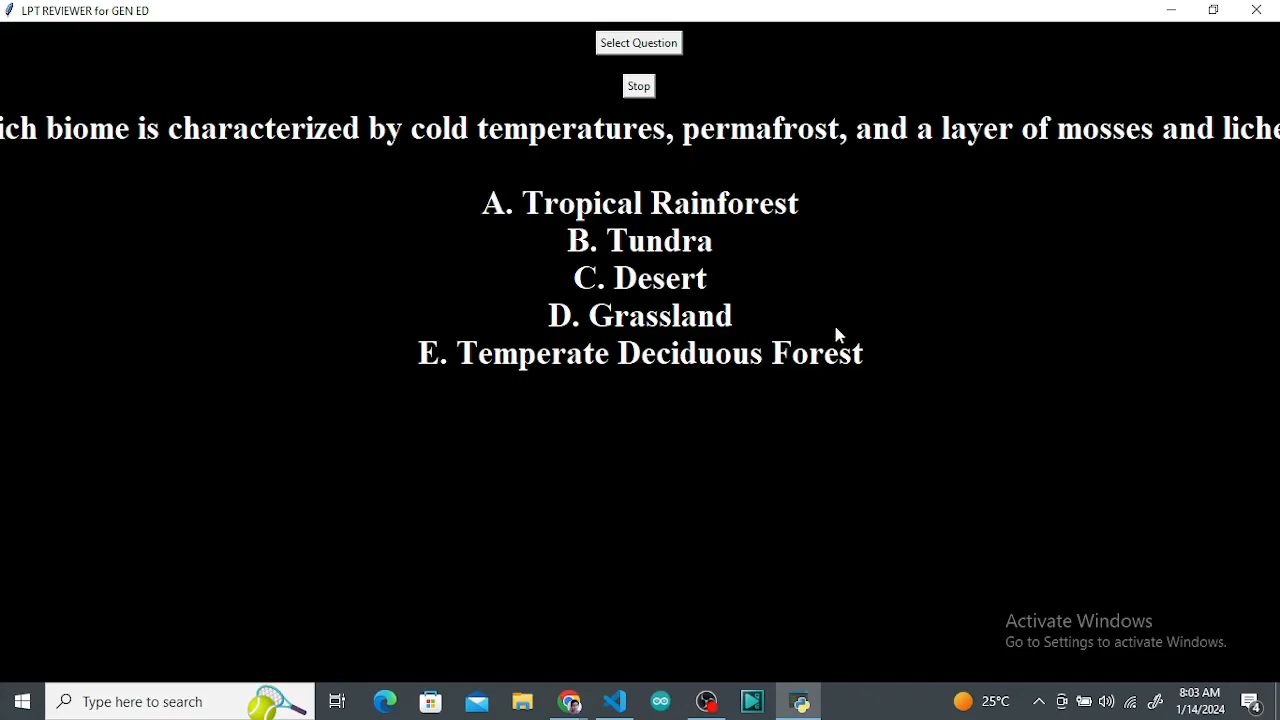 LPT REVIEWER for GEN ED
Select Question
Stop
ich biome is characterized by cold temperatures, permafrost, and a layer of mosses and liche
A. Tropical Rainforest
B. Tundra
C. Desert
D. Grassland
E. Temperate Deciduous Forest
Activate Windows
Go to Settings to activate Windows.
Type here to search
25°C
8:03 AM
1/14/2024
4